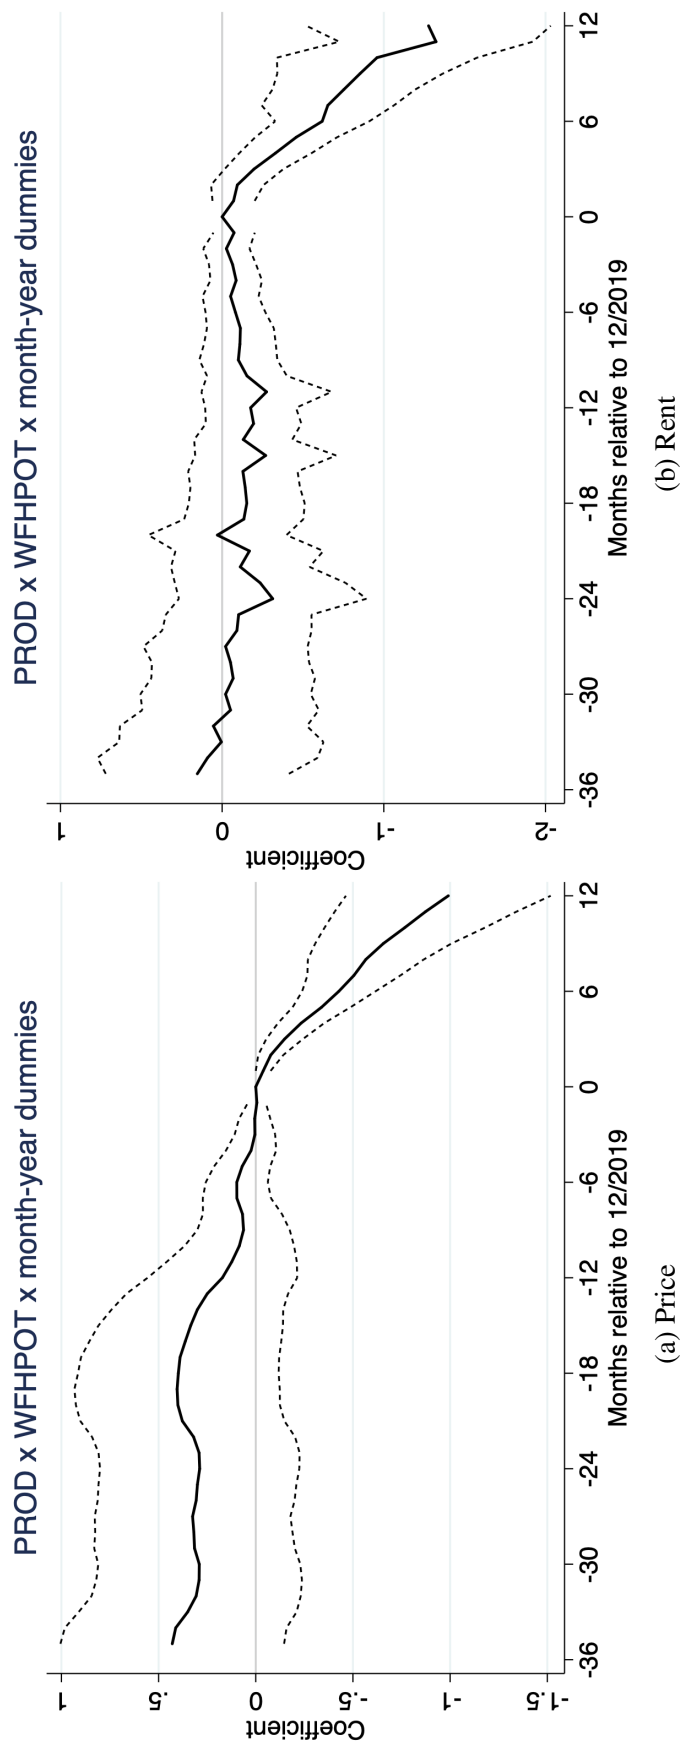 PROD x WFHPOT x month-year dummies
1
.5
0
-.5
-1
-1.5
Coefficient
-36 -30 -24 -18 -12 -6 0 6 12
Months relative to 12/2019
(a) Price
PROD x WFHPOT x month-year dummies
1
0
-1
-2
Coefficient
-36 -30 -24 -18 -12 -6 0 6 12
Months relative to 12/2019
(b) Rent